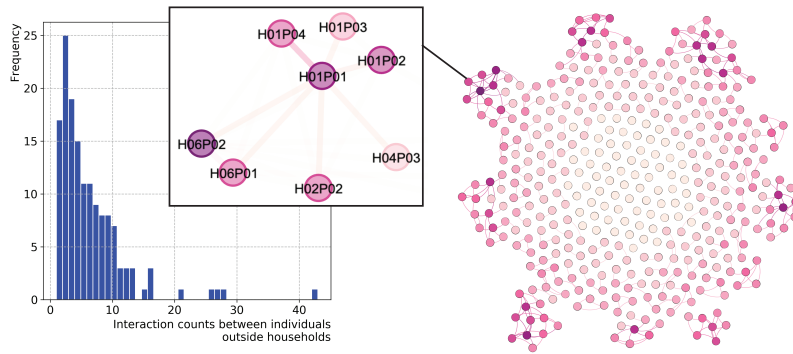 Frequency
25
20
15
10
5
0
0
10
20
30
40
Interaction counts between individuals
outside households
H01P04
H01P03
H01P02
H01P01
H06P02
H06P01
H04P03
H02P02